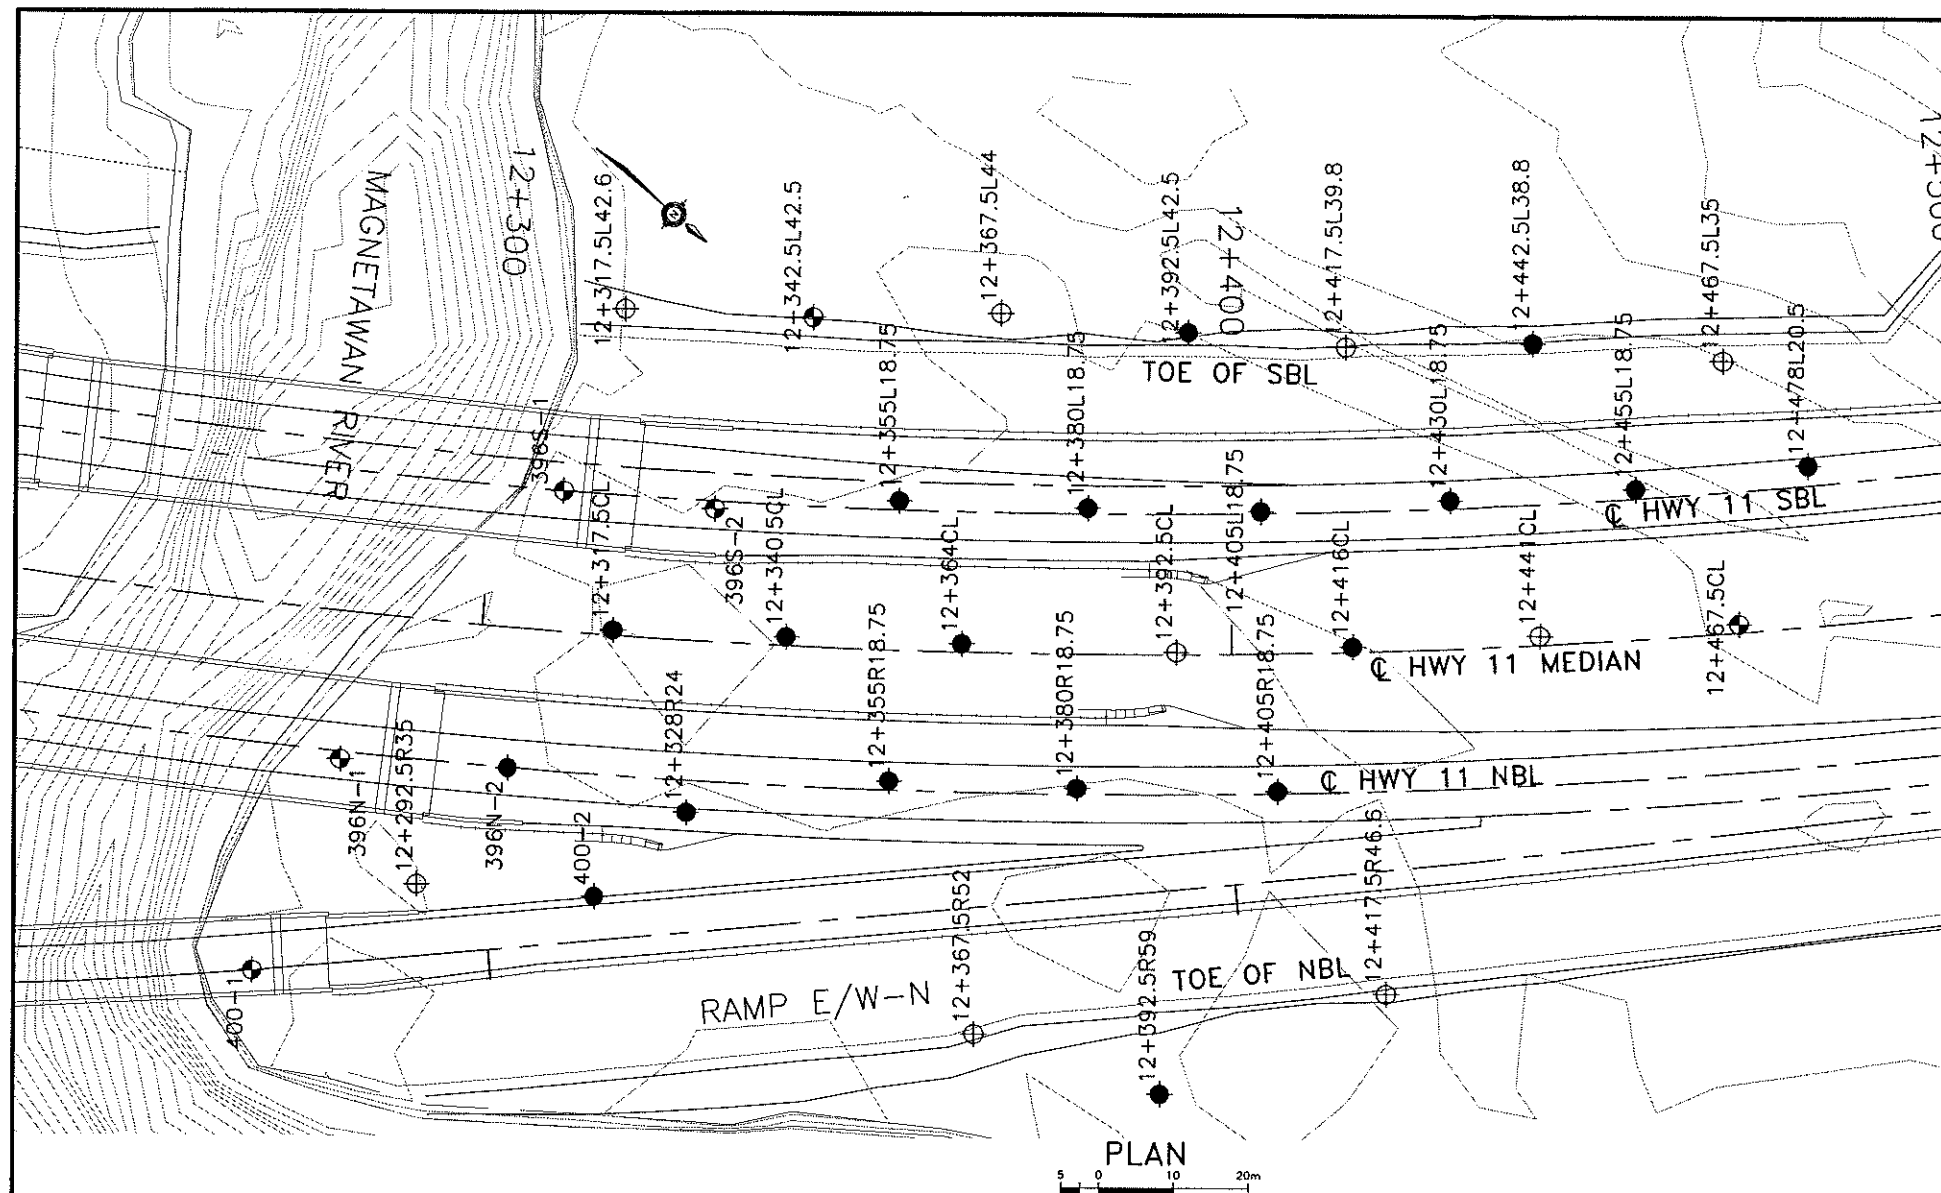 MAGNETAWAN RIVER
12+300
12+317.5L42.6
N
12+342.5L42.5
12+367.5L44
12+392.5L42.5
12+400
12+417.5L39.8
12+442.5L38.8
12+467.5L35
TOE OF SBL
396S-1
396S-2
12+355L18.75
12+380L18.75
12+405L18.75
12+430L18.75
12+455L18.75
12+478L20.5
℄ HWY 11 SBL
12+317.5CL
12+340.5CL
12+364CL
12+392.5CL
12+416CL
12+441CL
12+467.5CL
℄ HWY 11 MEDIAN
396N-1
12+292.5R35
396N-2
400-2
12+328R24
12+355R18.75
12+380R18.75
12+405R18.75
℄ HWY 11 NBL
400-1
RAMP E/W-N
12+367.5R52
12+392.5R59
TOE OF NBL
12+417.5R46.6
PLAN
5 0 10 20m